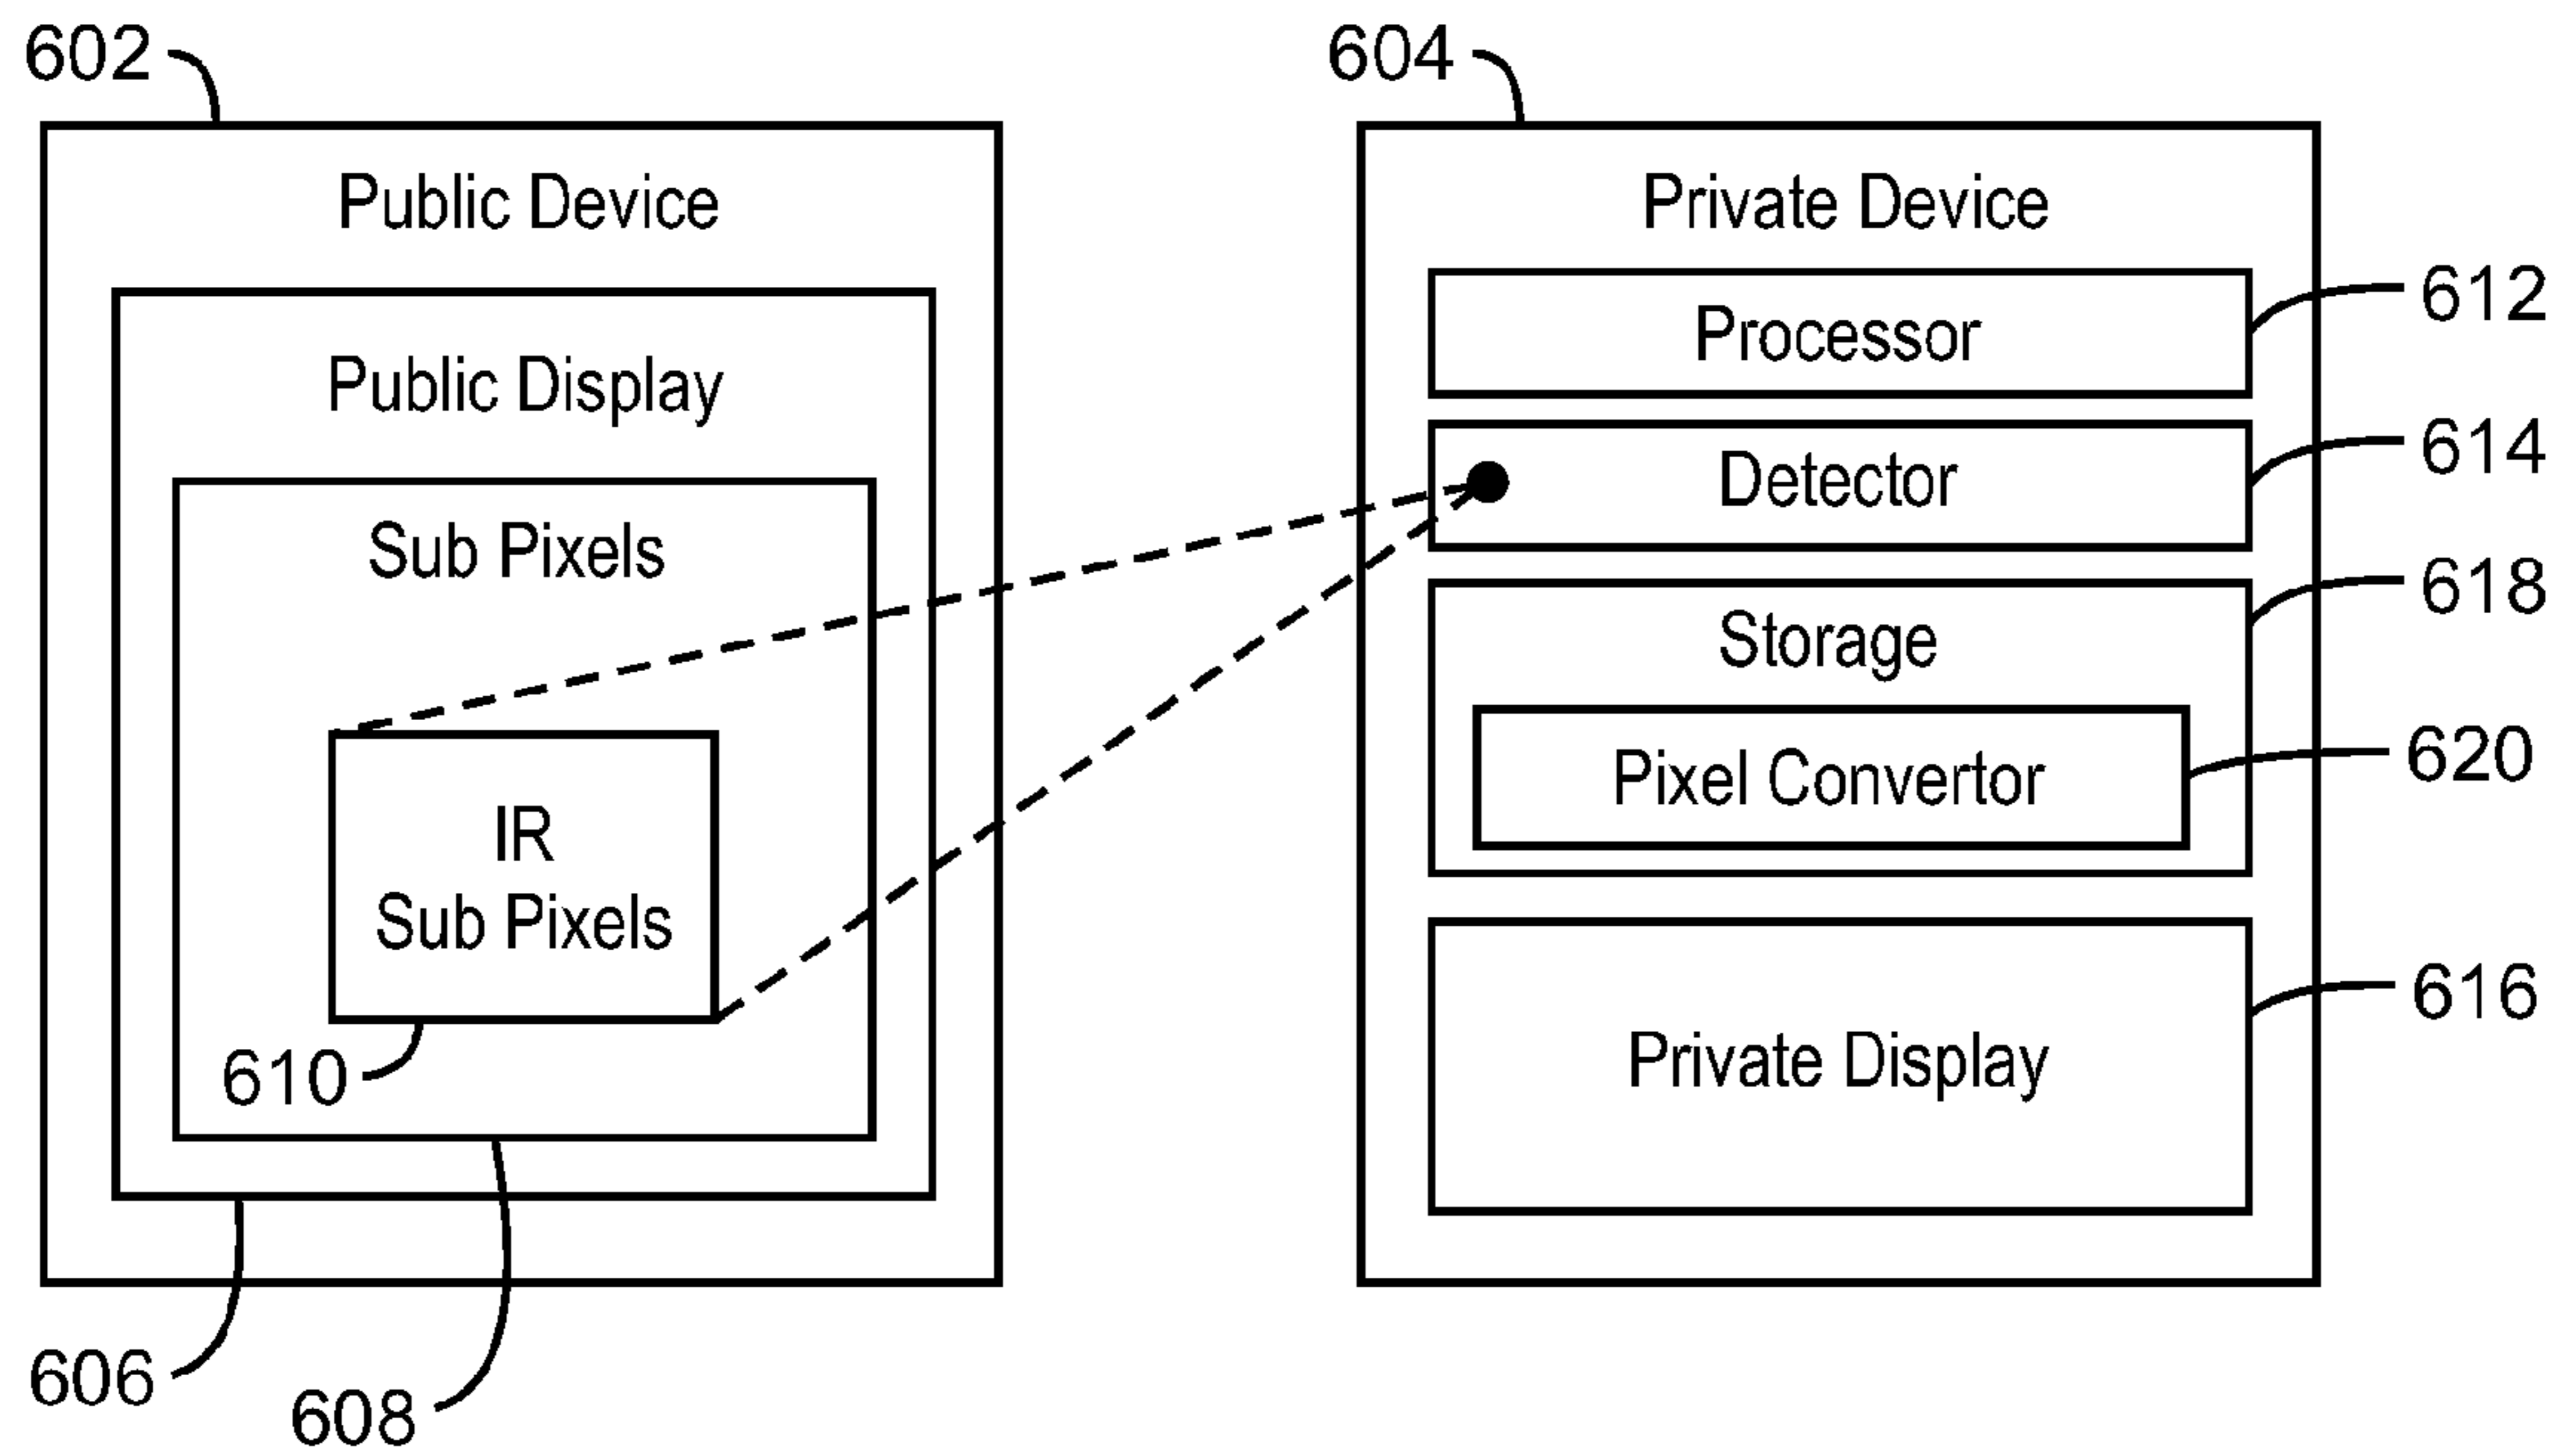 602
604
Public Device
Private Device
612
Processor
Public Display
614
Detector
Sub Pixels
618
Storage
620
Pixel Convertor
IR
Sub Pixels
616
Private Display
610
606
608